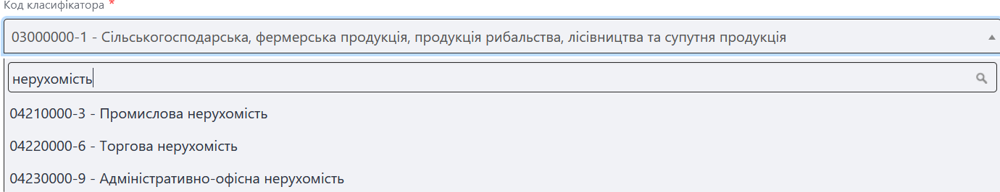 Код класифікатора *
03000000-1 - Сільськогосподарська, фермерська продукція, продукція рибальства, лісівництва та супутня продукція
нерухомість
04210000-3 - Промислова нерухомість
04220000-6 - Торгова нерухомість
04230000-9 - Адміністративно-офісна нерухомість